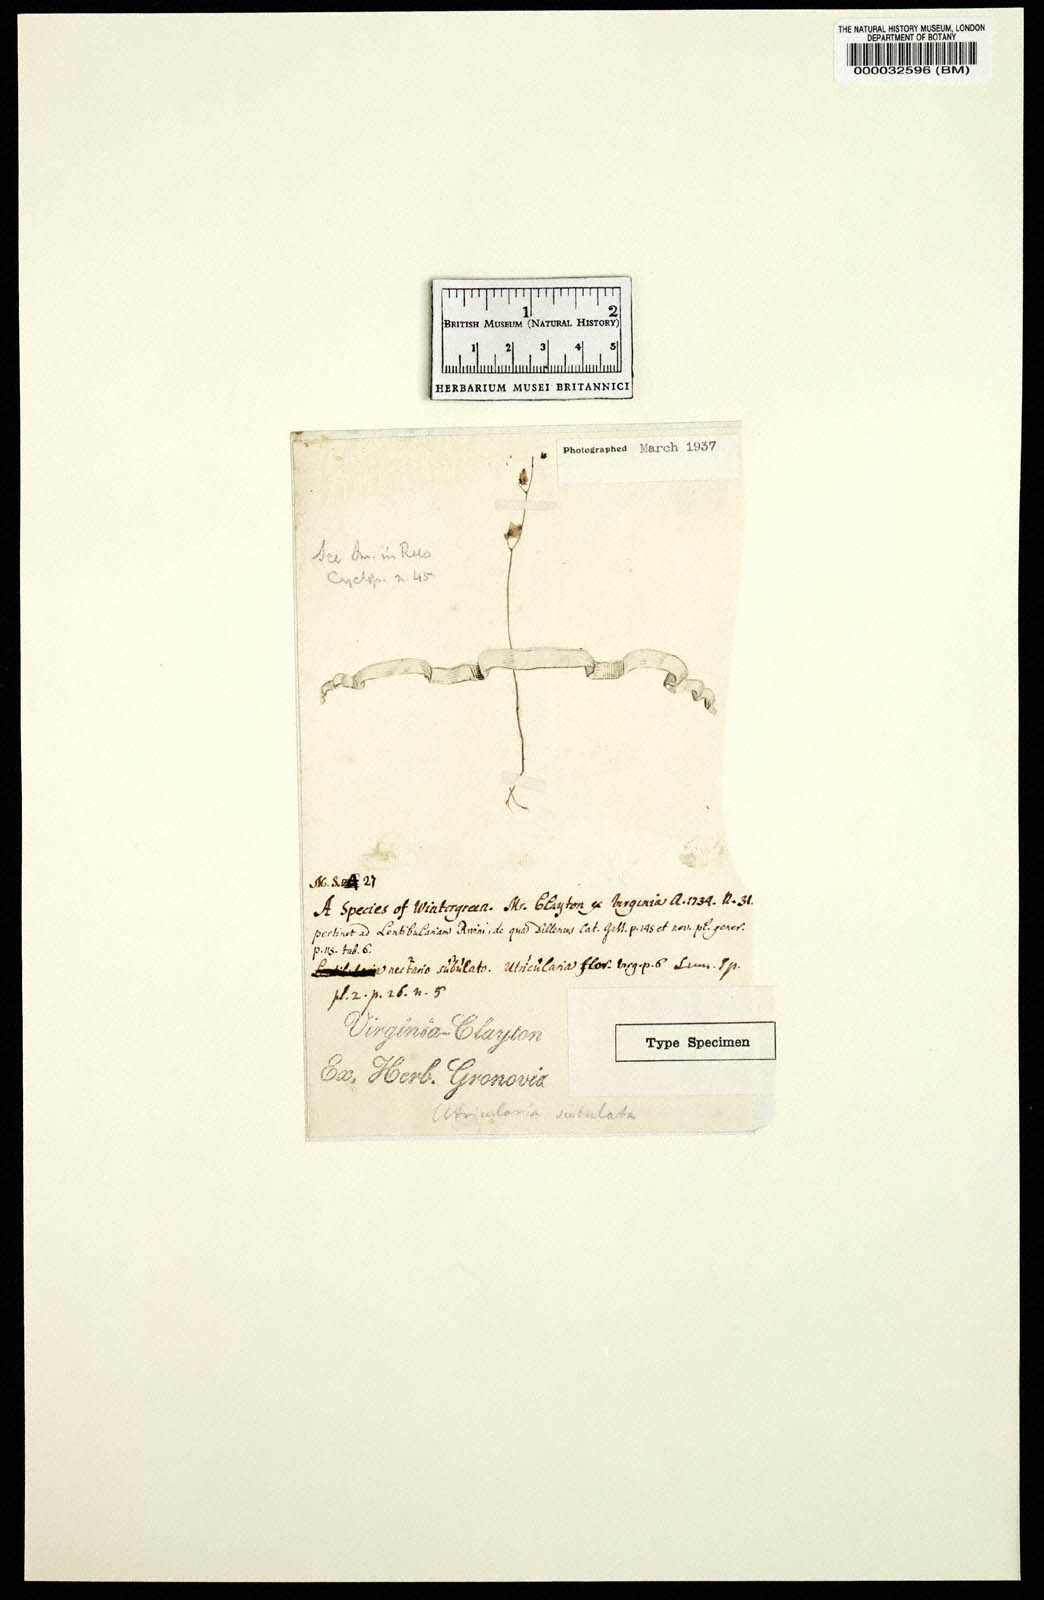 THE NATURAL HISTORY MUSEUM, LONDON
DEPARTMENT OF BOTANY
000032596 (BM)
1 2
BRITISH MUSEUM (NATURAL HISTORY)
1 2 3 4 5
HERBARIUM MUSEI BRITANNICI
Photographed March 1937
See Sm. in Rees
Cyclop. n. 45
M. S. 27
A Species of Wintergreen. Mr. Clayton ex Virginia A. 1734. N. 31.
pertinet ad Lentibulariam Rivini, de qua Dillenius Cat. Giss. p. 145 et nov. pl. gener.
p. 113. tab. 6.
nectario subulato. Utricularia flor. Virg. p. 6 Linn. Sp.
pl. 2. p. 26. n. 5
Virginia - Clayton
Ex. Herb. Gronovii
Type Specimen
Utricularia subulata